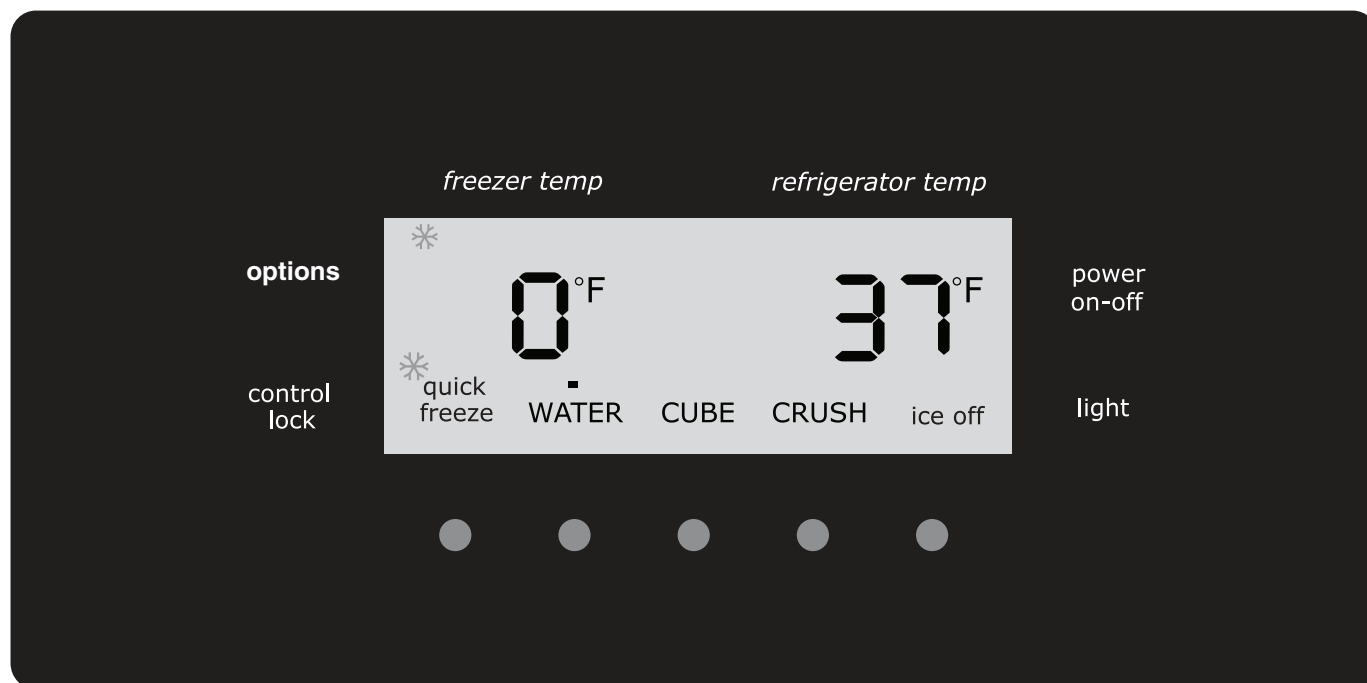 freezer temp
refrigerator temp
options
0°F
37°F
power
on-off
control
lock
quick
freeze
WATER
CUBE
CRUSH
ice off
light